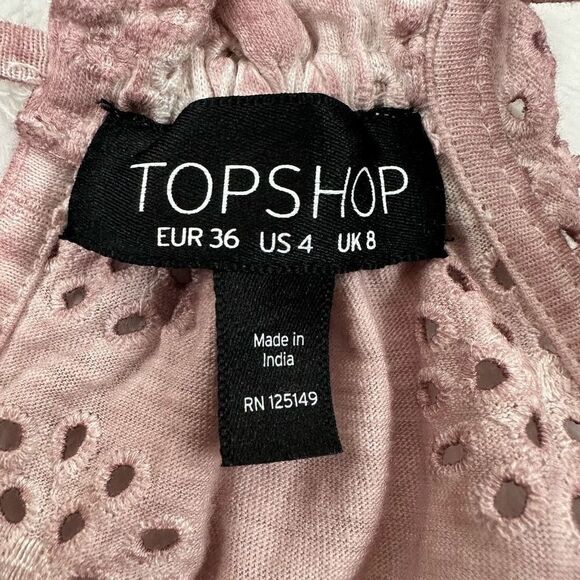 TOPSHOP
EUR 36 US 4 UK 8
Made in
India
RN 125149